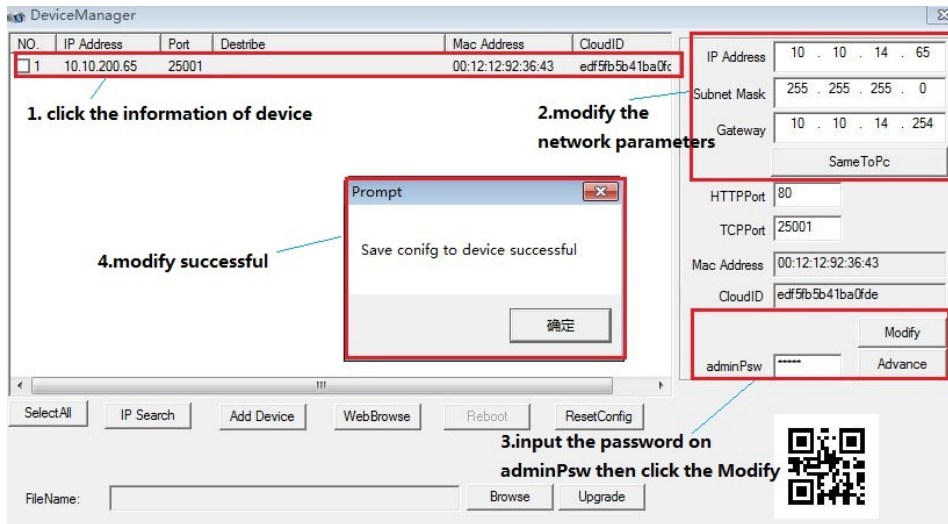 DeviceManager
NO. IP Address Port Destribe Mac Address CloudID
1 10.10.200.65 25001 00:12:12:92:36:43 edf5fb5b41ba0fc
1. click the information of device
2.modify the
network parameters
IP Address 10 . 10 . 14 . 65
Subnet Mask 255 . 255 . 255 . 0
Gateway 10 . 10 . 14 . 254
SameToPc
HTTPPort 80
TCPPort 25001
Mac Address 00:12:12:92:36:43
CloudID edf5fb5b41ba0fde
Modify
adminPsw ***** Advance
Prompt
Save conifg to device successful
确定
4.modify successful
SelectAll IP Search Add Device WebBrowse Reboot ResetConfig
3.input the password on
adminPsw then click the Modify
FileName: Browse Upgrade